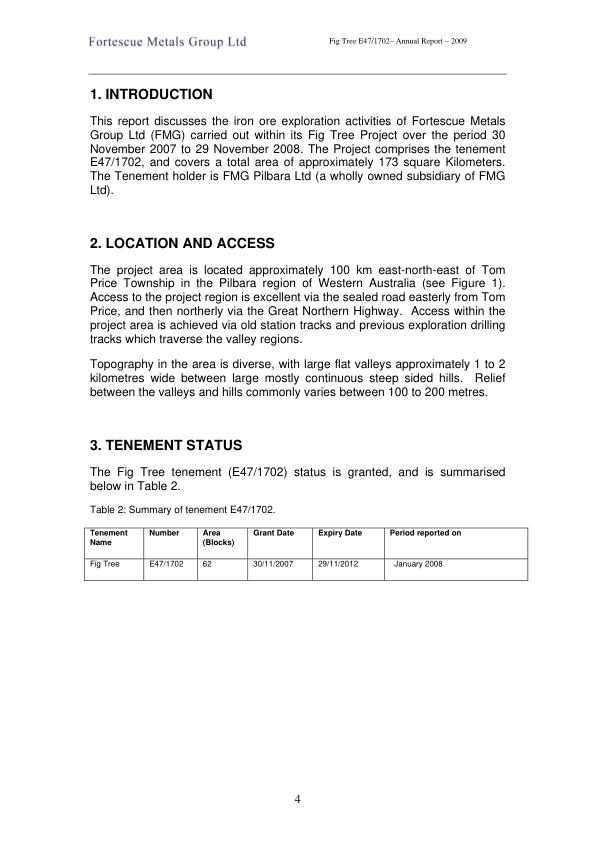 Fortescue Metals Group Ltd
Fig Tree E47/1702– Annual Report – 2009
1. INTRODUCTION
This report discusses the iron ore exploration activities of Fortescue Metals
Group Ltd (FMG) carried out within its Fig Tree Project over the period 30
November 2007 to 29 November 2008. The Project comprises the tenement
E47/1702, and covers a total area of approximately 173 square Kilometers.
The Tenement holder is FMG Pilbara Ltd (a wholly owned subsidiary of FMG
Ltd).
2. LOCATION AND ACCESS
The project area is located approximately 100 km east-north-east of Tom
Price Township in the Pilbara region of Western Australia (see Figure 1).
Access to the project region is excellent via the sealed road easterly from Tom
Price, and then northerly via the Great Northern Highway.  Access within the
project area is achieved via old station tracks and previous exploration drilling
tracks which traverse the valley regions.
Topography in the area is diverse, with large flat valleys approximately 1 to 2
kilometres wide between large mostly continuous steep sided hills.  Relief
between the valleys and hills commonly varies between 100 to 200 metres.
3. TENEMENT STATUS
The Fig Tree tenement (E47/1702) status is granted, and is summarised
below in Table 2.
Table 2: Summary of tenement E47/1702.
Tenement Name | Number | Area (Blocks) | Grant Date | Expiry Date | Period reported on
Fig Tree | E47/1702 | 62 | 30/11/2007 | 29/11/2012 | January 2008
4